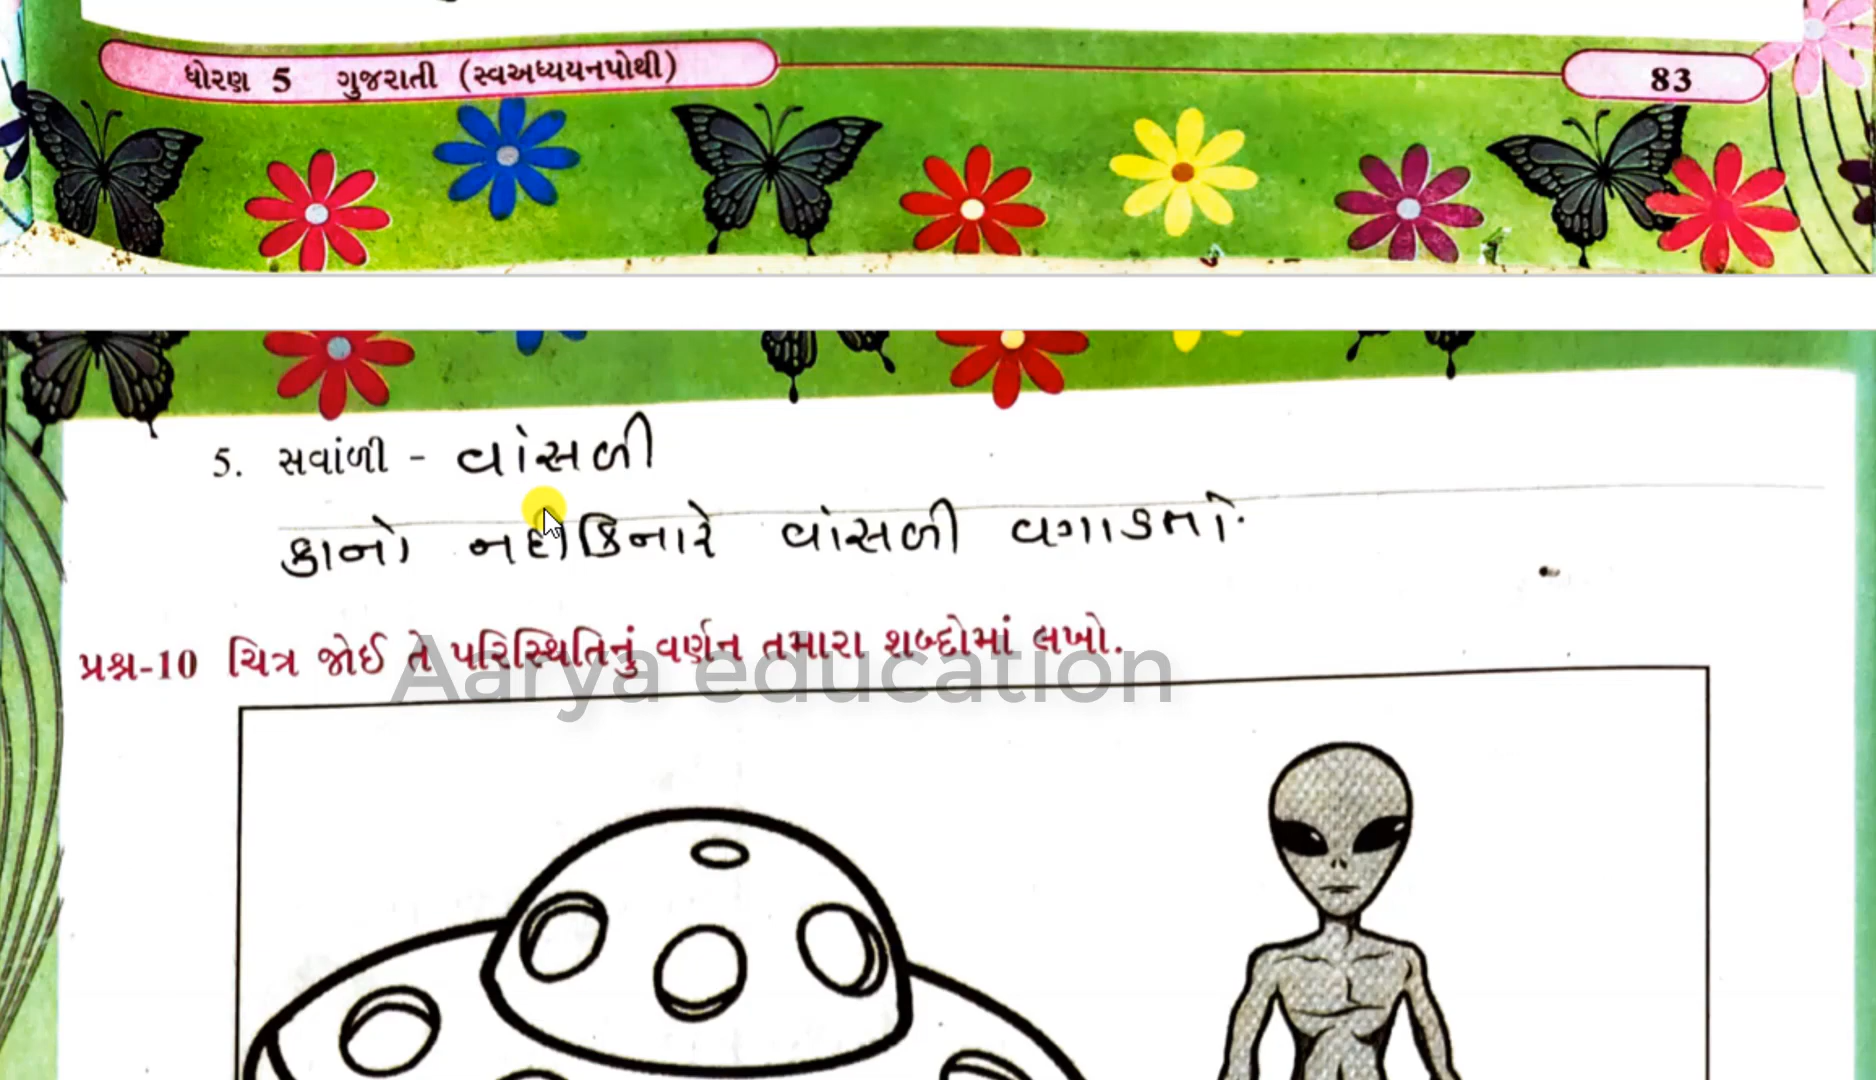 ધોરણ 5 ગુજરાતી (સ્વઅધ્યયનપોથી)
83
5. સવાંળી - વાંસળી
કાનો નદીકિનારે વાંસળી વગાડતો.
પ્રશ્ન-10 ચિત્ર જોઈ તે પરિસ્થિતિનું વર્ણન તમારા શબ્દોમાં લખો.
Aarya education